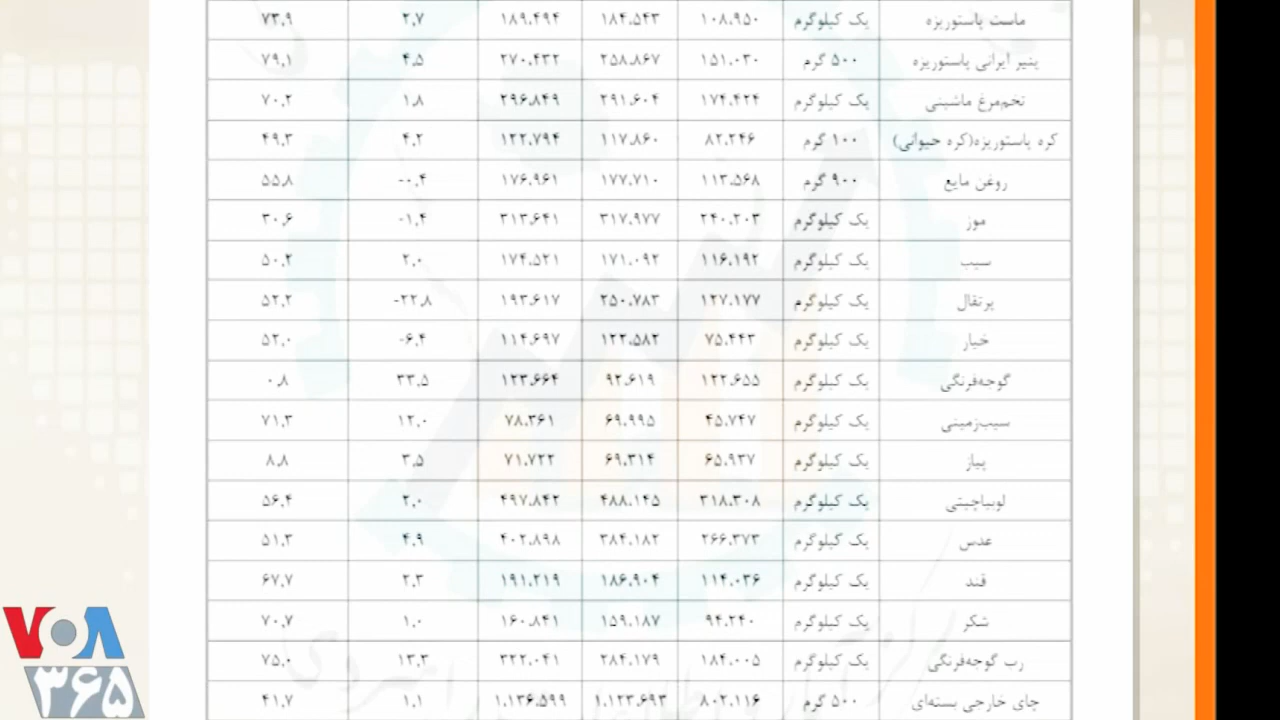 ماست پاستوریزه یک کیلوگرم ۱۰۸،۹۵۰ ۱۸۴،۵۴۳ ۱۸۹،۴۹۴ ۲,۷ ۷۳,۹
پنیر ایرانی پاستوریزه ۵۰۰ گرم ۱۵۱،۰۳۰ ۲۵۸،۸۶۷ ۲۷۰،۴۳۲ ۴,۵ ۷۹,۱
تخم‌مرغ ماشینی یک کیلوگرم ۱۷۴،۴۲۴ ۲۹۱،۶۰۴ ۲۹۶،۸۴۹ ۱,۸ ۷۰,۲
کره پاستوریزه(کره حیوانی) ۱۰۰ گرم ۸۲،۲۴۶ ۱۱۷،۸۶۰ ۱۲۲،۷۹۴ ۴,۲ ۴۹,۳
روغن مایع ۹۰۰ گرم ۱۱۳،۵۶۸ ۱۷۷،۷۱۰ ۱۷۶،۹۶۱ -۰,۴ ۵۵,۸
موز یک کیلوگرم ۲۴۰،۲۰۳ ۳۱۷،۹۷۷ ۳۱۳،۶۴۱ -۱,۴ ۳۰,۶
سیب یک کیلوگرم ۱۱۶،۱۹۲ ۱۷۱،۰۹۲ ۱۷۴،۵۲۱ ۲,۰ ۵۰,۲
پرتقال یک کیلوگرم ۱۲۷،۱۷۷ ۲۵۰،۷۸۳ ۱۹۳،۶۱۷ -۲۲,۸ ۵۲,۲
خیار یک کیلوگرم ۷۵،۴۴۳ ۱۲۲،۵۸۲ ۱۱۴،۶۹۷ -۶,۴ ۵۲,۰
گوجه‌فرنگی یک کیلوگرم ۱۲۲،۶۵۵ ۹۲،۶۱۹ ۱۲۳،۶۶۴ ۳۳,۵ ۰,۸
سیب‌زمینی یک کیلوگرم ۴۵،۷۴۷ ۶۹،۹۹۵ ۷۸،۳۶۱ ۱۲,۰ ۷۱,۳
پیاز یک کیلوگرم ۶۵،۹۳۷ ۶۹،۳۱۴ ۷۱،۷۲۲ ۳,۵ ۸,۸
لوبیاچیتی یک کیلوگرم ۳۱۸،۳۰۸ ۴۸۸،۱۴۵ ۴۹۷،۸۴۲ ۲,۰ ۵۶,۴
عدس یک کیلوگرم ۲۶۶،۳۷۳ ۳۸۴،۱۸۲ ۴۰۲،۸۹۸ ۴,۹ ۵۱,۳
قند یک کیلوگرم ۱۱۴،۰۳۶ ۱۸۶،۹۰۴ ۱۹۱،۲۱۹ ۲,۳ ۶۷,۷
شکر یک کیلوگرم ۹۴،۲۴۰ ۱۵۹،۱۸۷ ۱۶۰،۸۴۱ ۱,۰ ۷۰,۷
رب گوجه‌فرنگی یک کیلوگرم ۱۸۴،۰۰۵ ۲۸۴،۱۷۹ ۳۲۲،۰۴۱ ۱۳,۳ ۷۵,۰
چای خارجی بسته‌ای ۵۰۰ گرم ۸۰۲،۱۱۶ ۱،۱۲۳،۶۹۳ ۱،۱۳۶،۵۹۹ ۱,۱ ۴۱,۷
VOA
۳۶۵